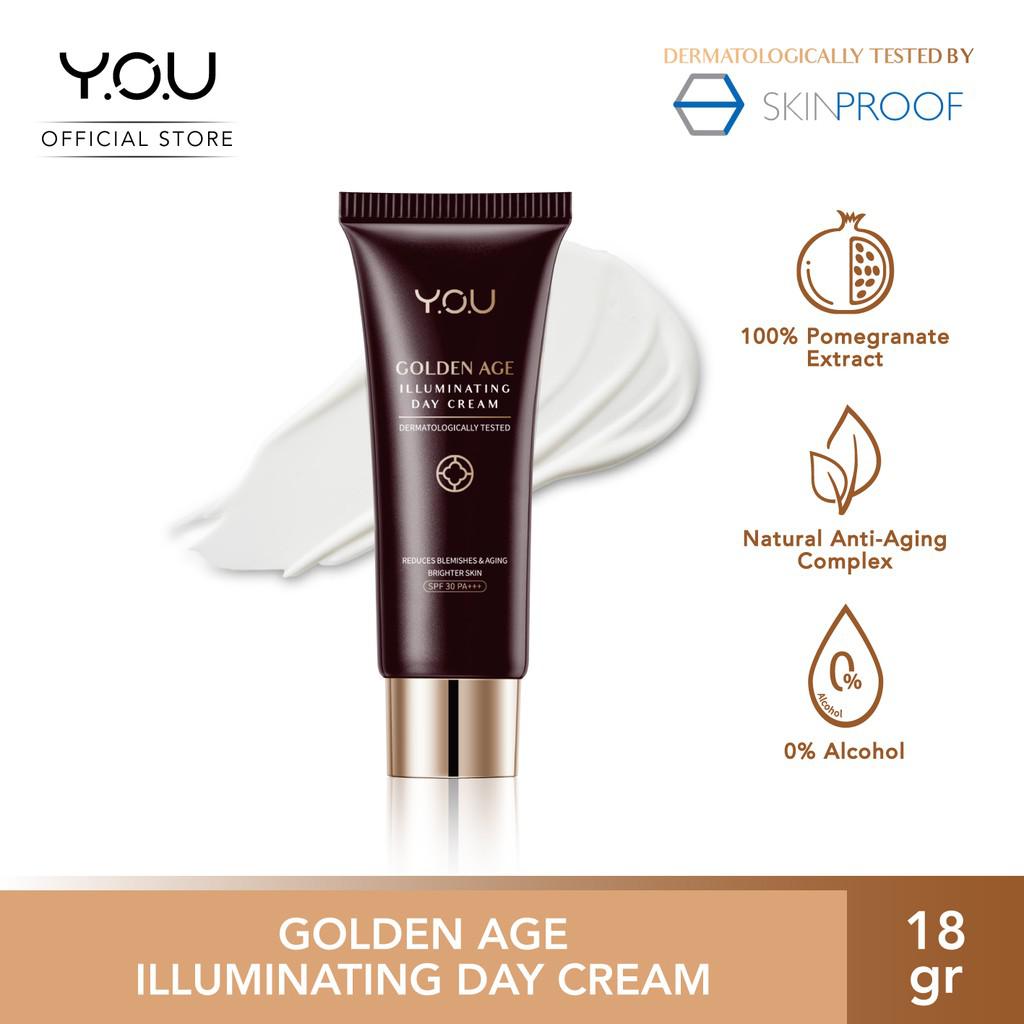 Y.O.U
OFFICIAL STORE
DERMATOLOGICALLY TESTED BY
SKINPROOF
Y.O.U
GOLDEN AGE
ILLUMINATING
DAY CREAM
DERMATOLOGICALLY TESTED
REDUCES BLEMISHES & AGING
BRIGHTER SKIN
SPF 30 PA+++
100% Pomegranate
Extract
Natural Anti-Aging
Complex
0%
Alcohol
0% Alcohol
GOLDEN AGE
ILLUMINATING DAY CREAM
18
gr